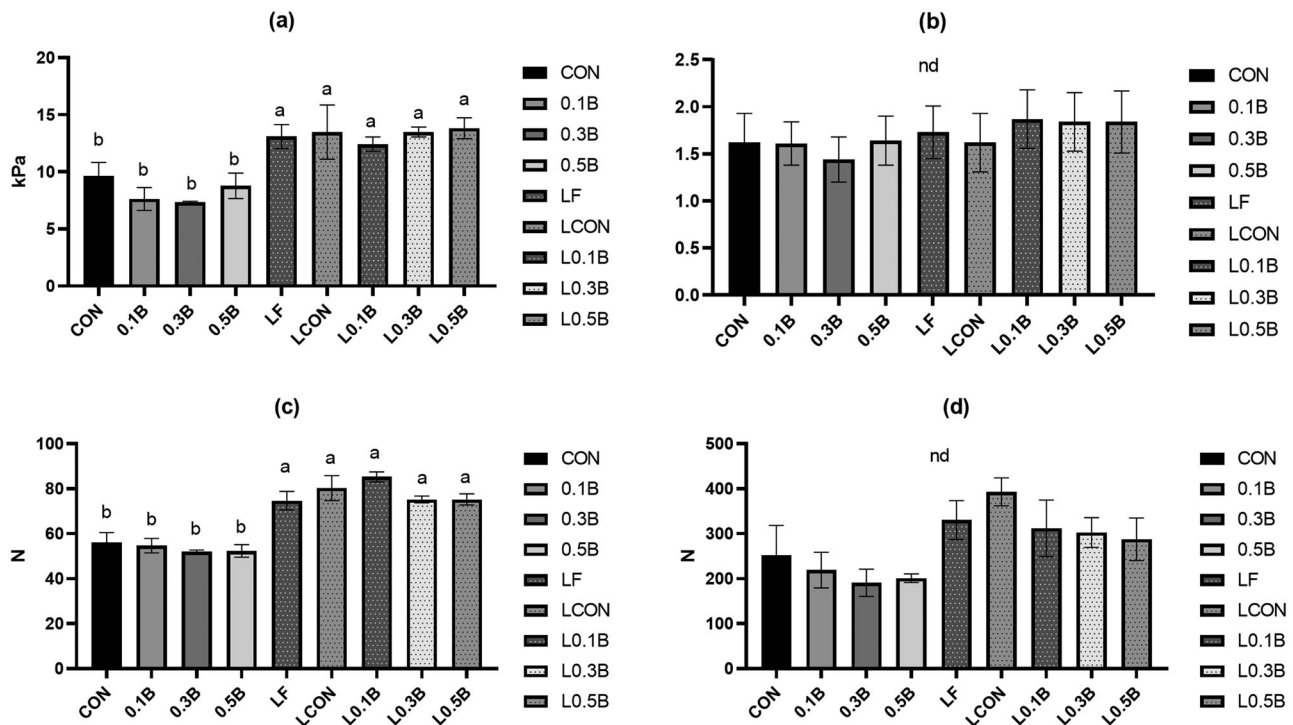 (a)
20
15
10
5
0
kPa
b
b
b
b
a
a
a
a
a
CON
0.1B
0.3B
0.5B
LF
LCON
L0.1B
L0.3B
L0.5B
CON
0.1B
0.3B
0.5B
LF
LCON
L0.1B
L0.3B
L0.5B
(b)
2.5
2.0
1.5
1.0
0.5
0.0
nd
CON
0.1B
0.3B
0.5B
LF
LCON
L0.1B
L0.3B
L0.5B
CON
0.1B
0.3B
0.5B
LF
LCON
L0.1B
L0.3B
L0.5B
(c)
100
80
60
40
20
0
N
b
b
b
b
a
a
a
a
a
CON
0.1B
0.3B
0.5B
LF
LCON
L0.1B
L0.3B
L0.5B
CON
0.1B
0.3B
0.5B
LF
LCON
L0.1B
L0.3B
L0.5B
(d)
500
400
300
200
100
0
N
nd
CON
0.1B
0.3B
0.5B
LF
LCON
L0.1B
L0.3B
L0.5B
CON
0.1B
0.3B
0.5B
LF
LCON
L0.1B
L0.3B
L0.5B